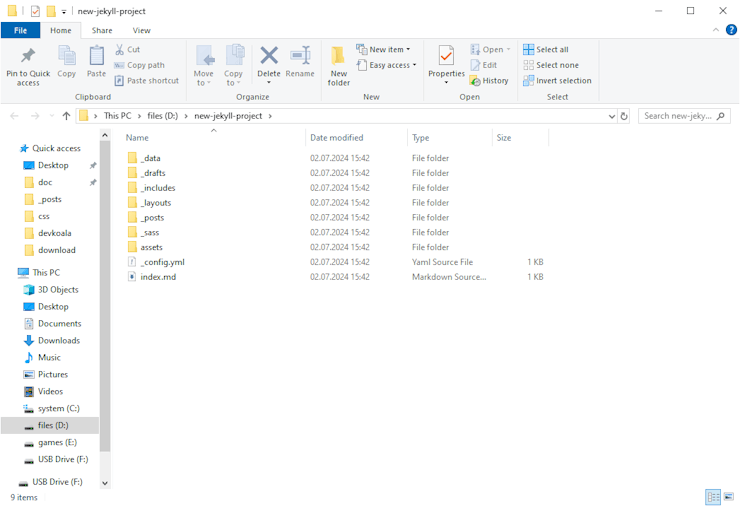 new-jekyll-project
File Home Share View
Pin to Quick access
Copy
Paste
Cut
Copy path
Paste shortcut
Move to
Copy to
Delete
Rename
New folder
New item
Easy access
Properties
Open
Edit
History
Select all
Select none
Invert selection
Clipboard Organize New Open Select
This PC files (D:) new-jekyll-project
Search new-jeky...
Name Date modified Type Size
_data 02.07.2024 15:42 File folder
_drafts 02.07.2024 15:42 File folder
_includes 02.07.2024 15:42 File folder
_layouts 02.07.2024 15:42 File folder
_posts 02.07.2024 15:42 File folder
_sass 02.07.2024 15:42 File folder
assets 02.07.2024 15:42 File folder
_config.yml 02.07.2024 15:42 Yaml Source File 1 KB
index.md 02.07.2024 15:42 Markdown Source... 1 KB
Quick access
Desktop
doc
_posts
css
devkoala
download
This PC
3D Objects
Desktop
Documents
Downloads
Music
Pictures
Videos
system (C:)
files (D:)
games (E:)
USB Drive (F:)
USB Drive (F:)
9 items